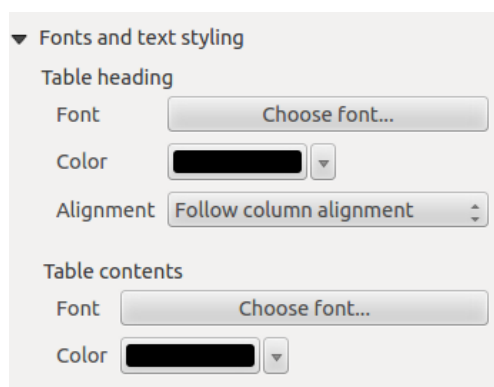 Fonts and text styling
Table heading
Font Choose font...
Color
Alignment Follow column alignment
Table contents
Font Choose font...
Color